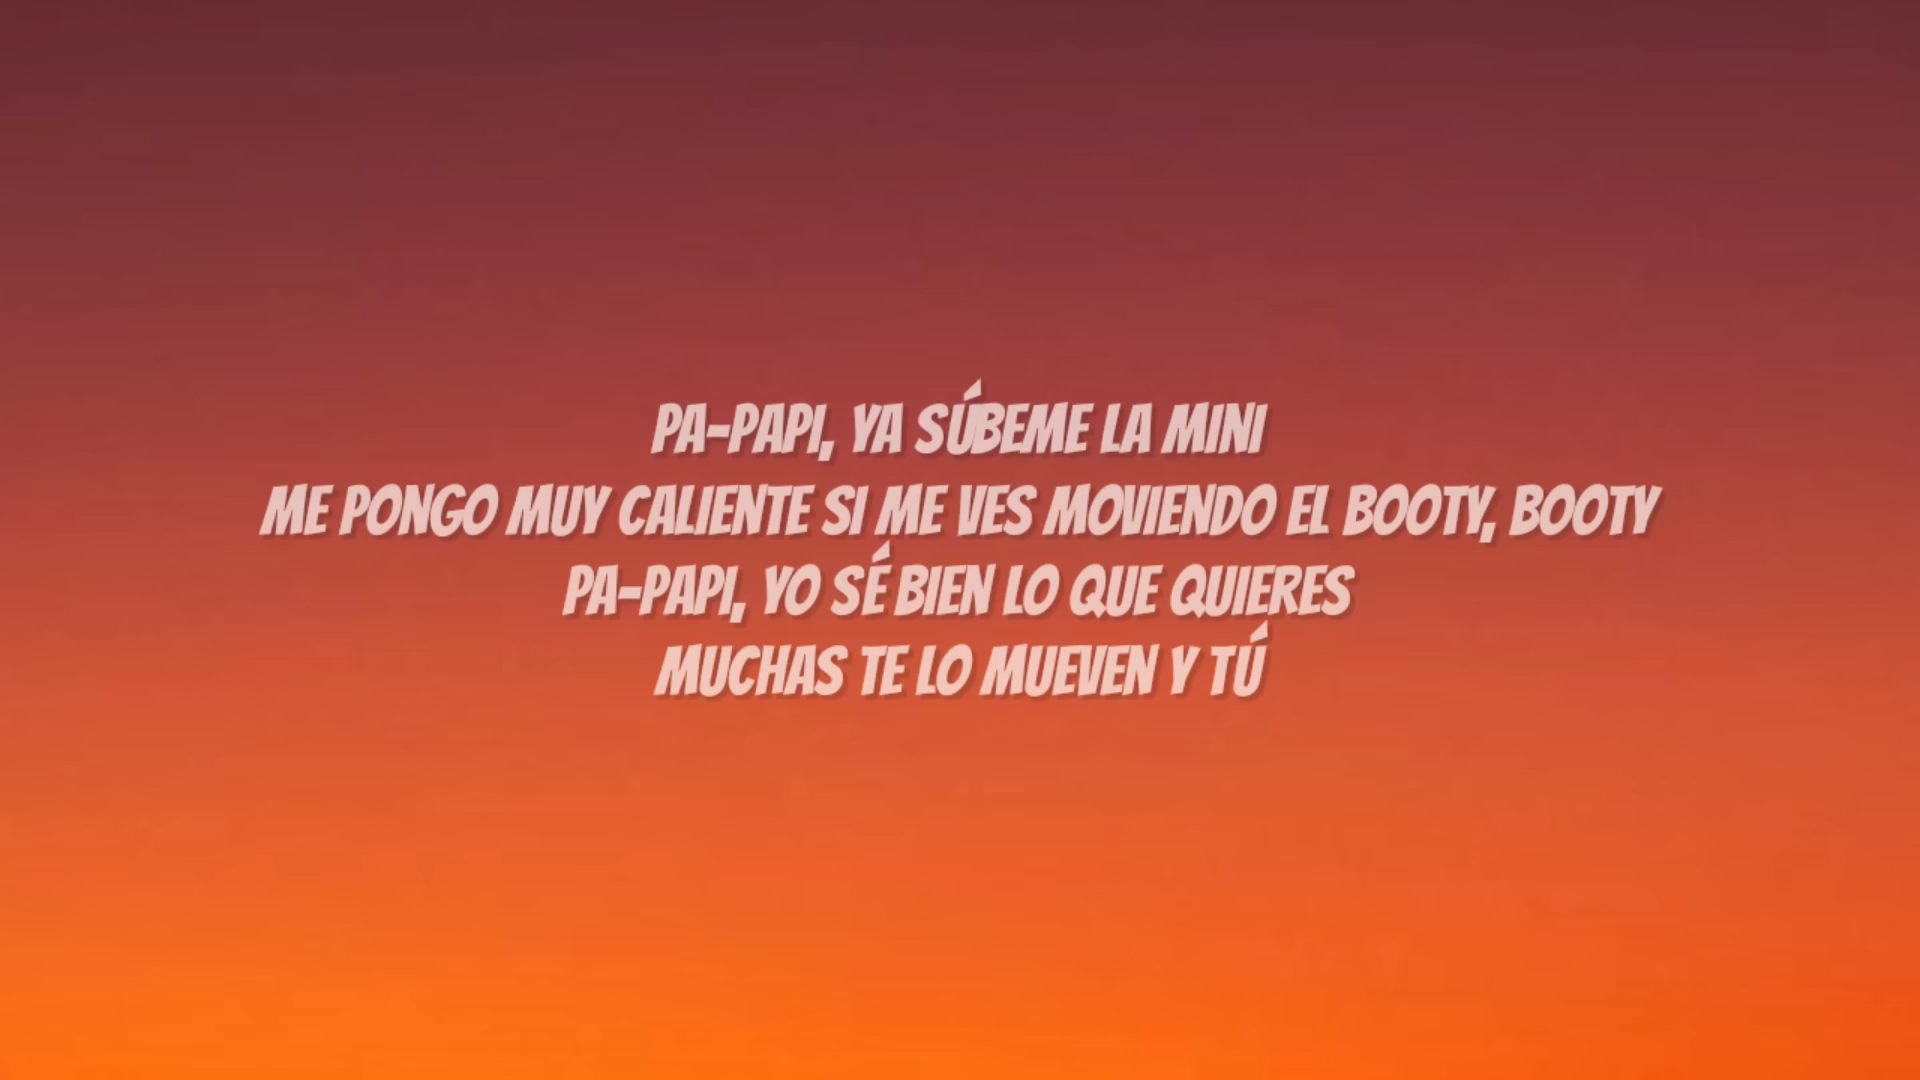 PA-PAPI, YA SÚBEME LA MINI
ME PONGO MUY CALIENTE SI ME VES MOVIENDO EL BOOTY, BOOTY
PA-PAPI, YO SÉ BIEN LO QUE QUIERES
MUCHAS TE LO MUEVEN Y TÚ